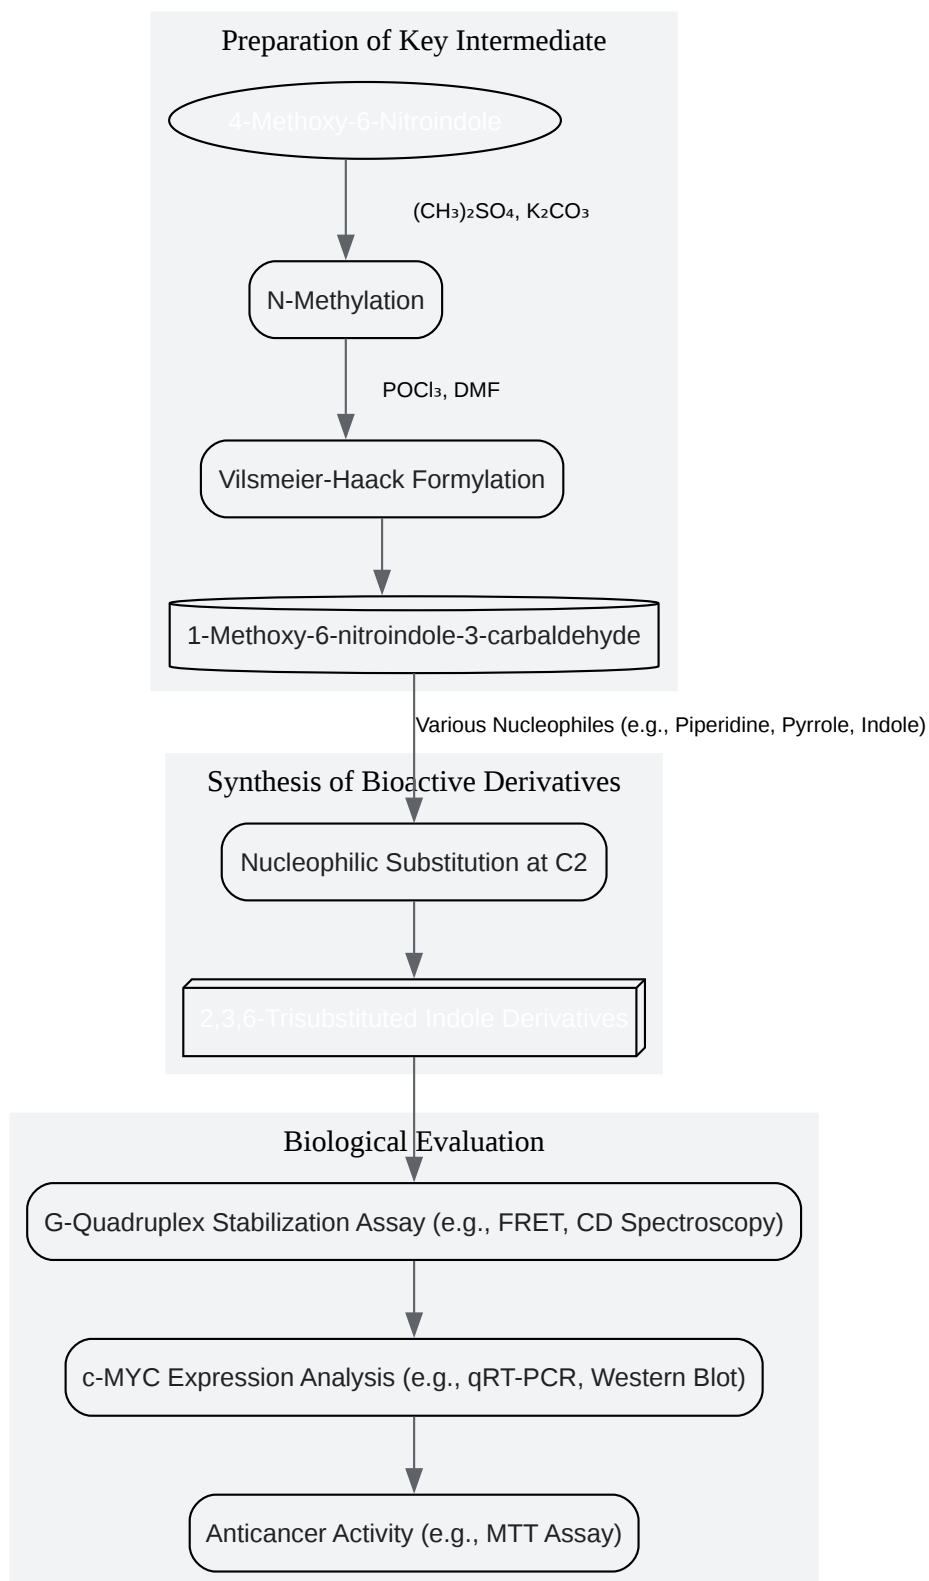 Preparation of Key Intermediate
4-Methoxy-6-Nitroindole
(CH₃)₂SO₄, K₂CO₃
N-Methylation
POCl₃, DMF
Vilsmeier-Haack Formylation
1-Methoxy-6-nitroindole-3-carbaldehyde
Various Nucleophiles (e.g., Piperidine, Pyrrole, Indole)
Synthesis of Bioactive Derivatives
Nucleophilic Substitution at C2
2,3,6-Trisubstituted Indole Derivatives
Biological Evaluation
G-Quadruplex Stabilization Assay (e.g., FRET, CD Spectroscopy)
c-MYC Expression Analysis (e.g., qRT-PCR, Western Blot)
Anticancer Activity (e.g., MTT Assay)